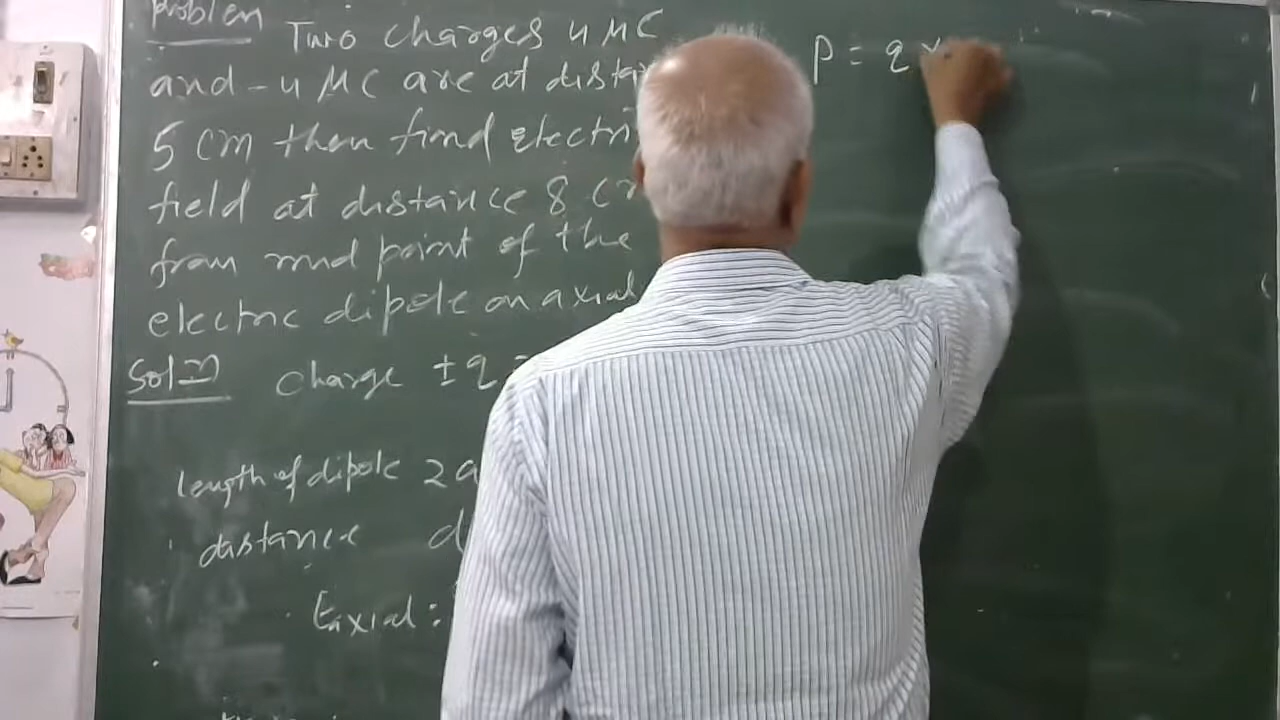 Problem Two charges 4 μC
and -4 μC are at
5 cm then find
field at distance 8
from mid point of the
electric dipole on axial
Solⁿ charge ±q
length of dipole 2a
distance d
Eaxial:
P = q ×